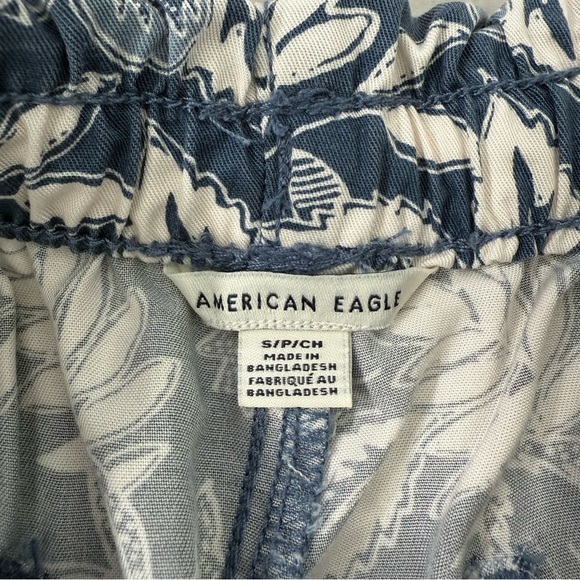 AMERICAN EAGLE
S/P/CH
MADE IN
BANGLADESH
FABRIQUÉ AU
BANGLADESH